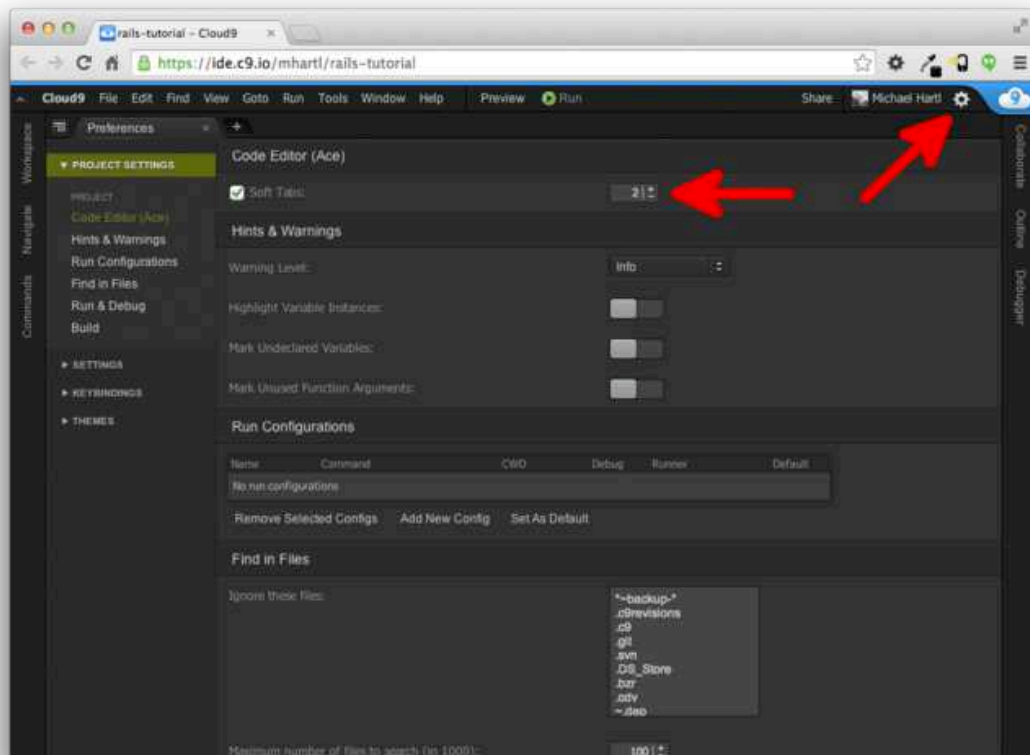 rails-tutorial - Cloud9
https://ide.c9.io/mhartl/rails-tutorial
Cloud9 File Edit Find View Goto Run Tools Window Help Preview Run Share Michael Hartl
Workspace
Navigate
Commands
Preferences
PROJECT SETTINGS
PROJECT
Code Editor (Ace)
Hints & Warnings
Run Configurations
Find in Files
Run & Debug
Build
SETTINGS
KEYBINDINGS
THEMES
Code Editor (Ace)
Soft Tabs: 2
Hints & Warnings
Warning Level: Info
Highlight Variable Instances:
Mark Undeclared Variables:
Mark Unused Function Arguments:
Run Configurations
Name Command CWD Debug Runner Default
No run configurations
Remove Selected Configs Add New Config Set As Default
Find in Files
Ignore these files:
*~backup-*
.c9revisions
.c9
.git
.svn
.DS_Store
.bzr
.cdv
~.dep
Maximum number of files to search (in 1000): 100
Collaborate
Outline
Debugger